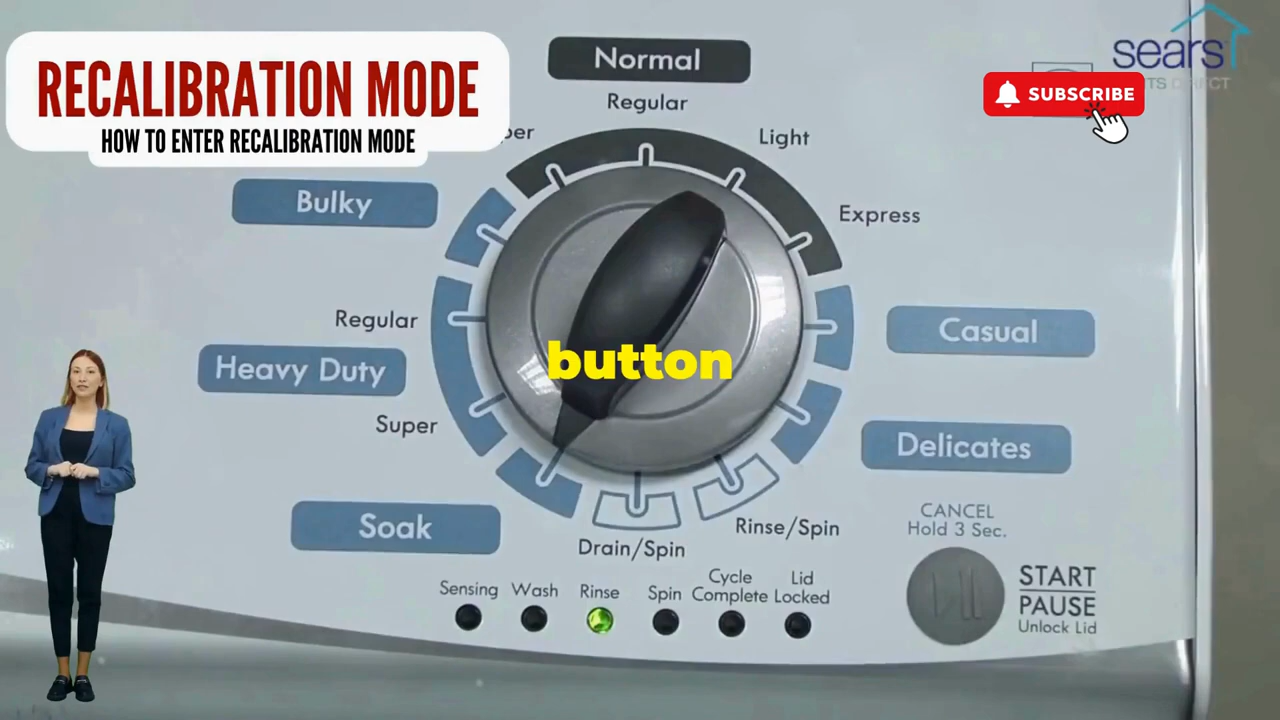 sears
RECALIBRATION MODE
HOW TO ENTER RECALIBRATION MODE
SUBSCRIBE
DIRECT
Normal
Regular
Light
Bulky
Express
Regular
Casual
Heavy Duty
button
Super
Delicates
Soak
Rinse/Spin
Drain/Spin
CANCEL
Hold 3 Sec.
Sensing
Wash
Rinse
Spin
Cycle
Complete
Lid
Locked
START
PAUSE
Unlock Lid